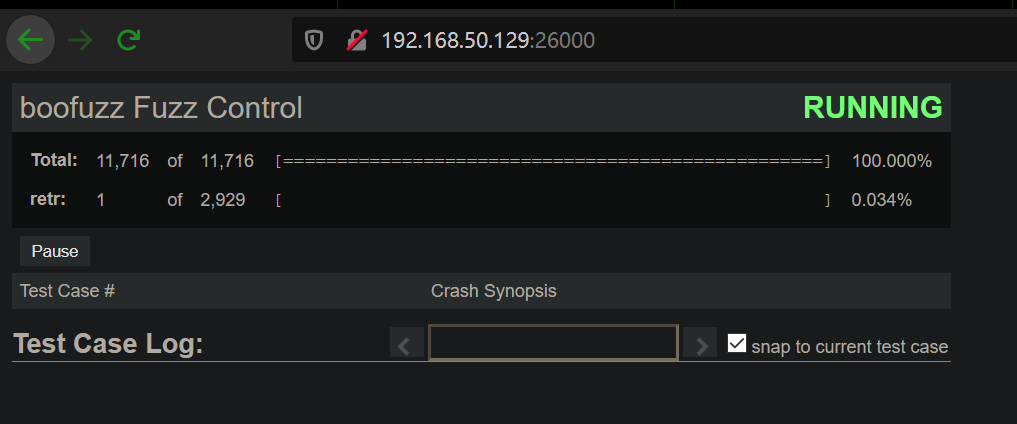 192.168.50.129:26000
boofuzz Fuzz Control RUNNING
Total: 11,716 of 11,716 [==================================================] 100.000%
retr: 1 of 2,929 [ ] 0.034%
Pause
Test Case # Crash Synopsis
Test Case Log: snap to current test case